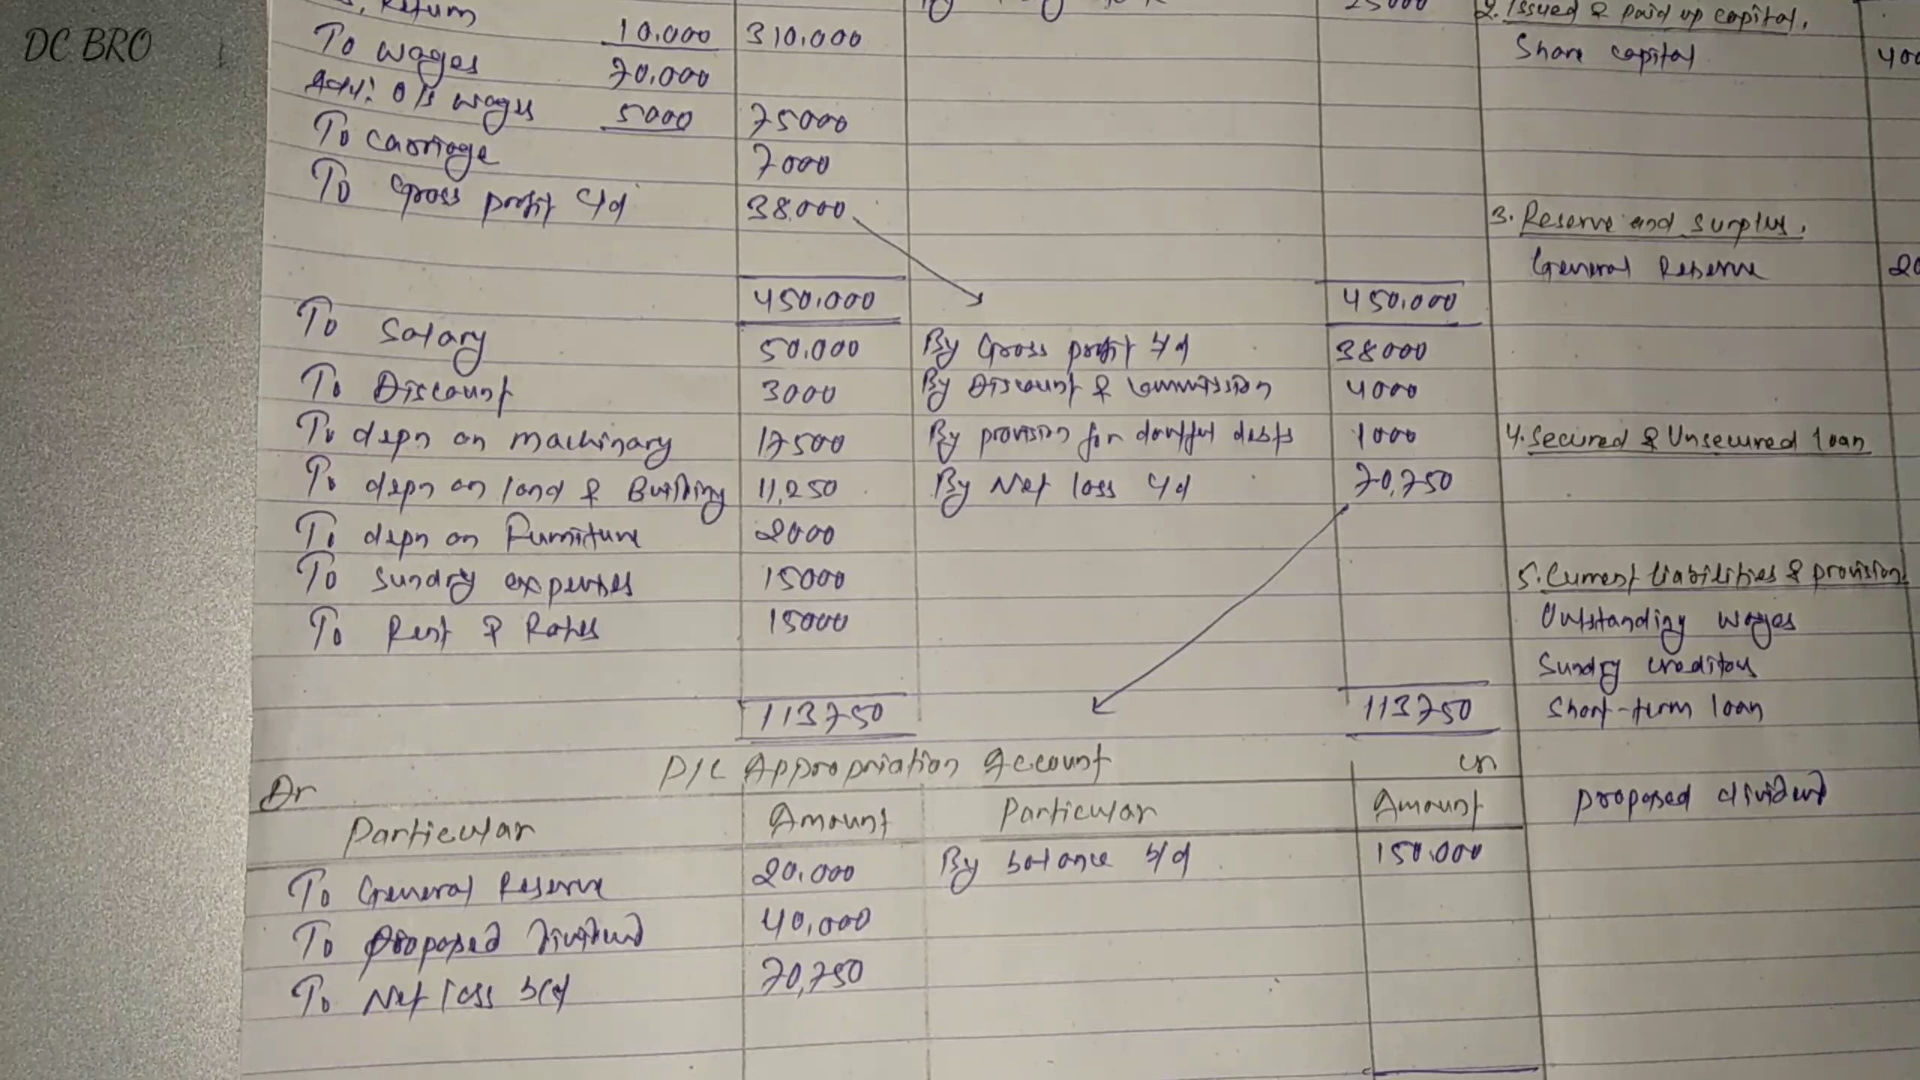 DC BRO
Return 10,000 310,000
To wages 70,000
Add: O/s wages 5000 75000
To Carriage 7000
To Gross profit c/d 38,000
450,000 450,000
To Salary 50,000 By Gross profit b/d 38000
To Discount 3000 By Discount & Commission 4000
To depn on machinary 17500 By provision for doutful debts 1000
To depn on land & Building 11,250 By Net loss c/d 70,750
To depn on Furniture 2000
To Sundry expenses 15000
To Rent & Rates 15000
113750 113750
P/L Appropriation Account
Dr Cr
Particular Amount Particular Amount
To General Reserve 20,000 By balance b/d 150,000
To proposed Dividend 40,000
To Net loss b/d 70,750
2. Issued & paid up capital.
Share capital 400
3. Reserve and surplus.
General Reserve 20
4. Secured & Unsecured loan
5. Current liabilities & provision
Outstanding wages
Sundry creditors
Short-term loan
proposed dividend